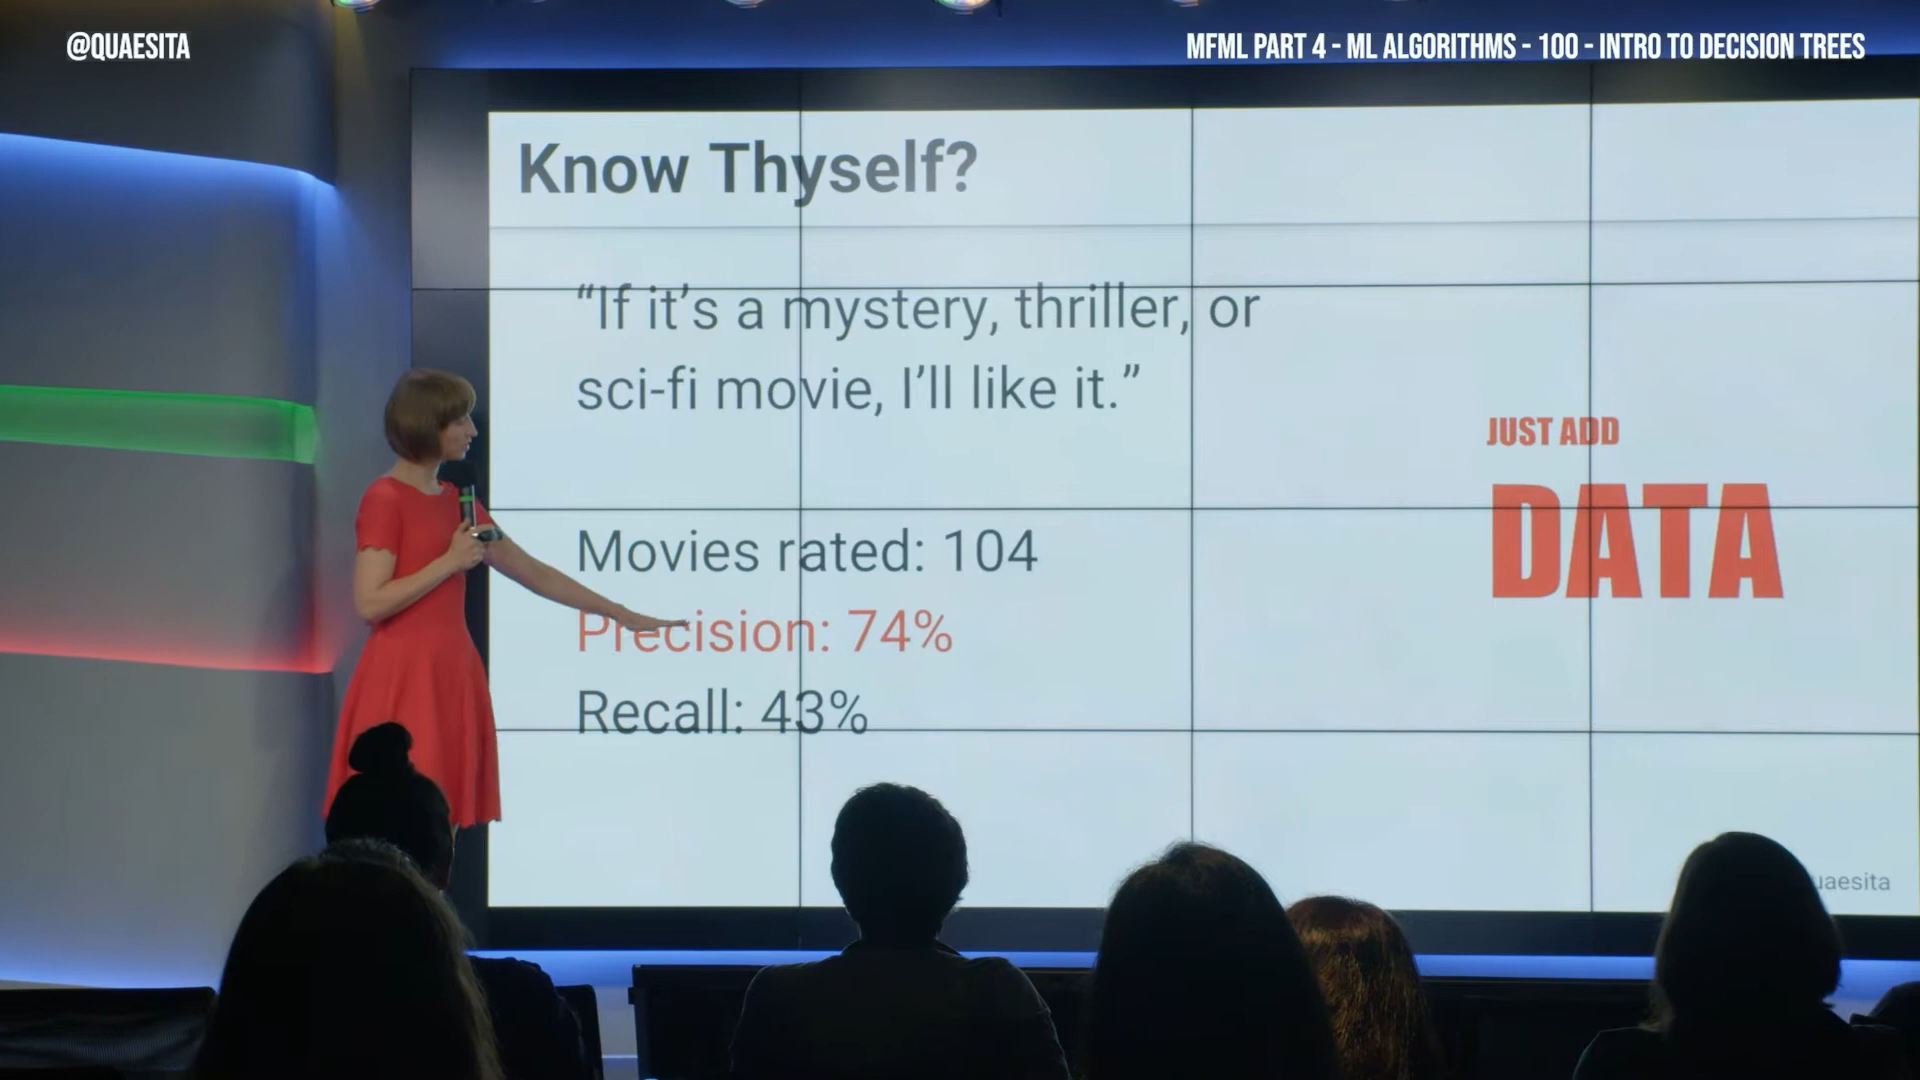 @QUAESITA
MFML PART 4 - ML ALGORITHMS - 100 - INTRO TO DECISION TREES
Know Thyself?
“If it’s a mystery, thriller, or
sci-fi movie, I’ll like it.”
JUST ADD
DATA
Movies rated: 104
Precision: 74%
Recall: 43%
uaesita